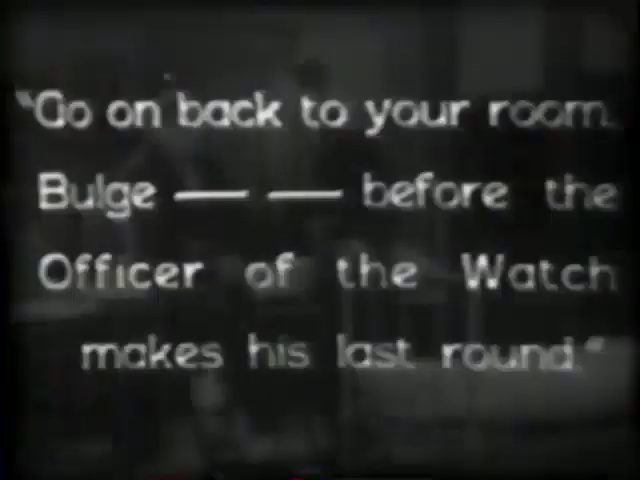 "Go on back to your room.
Bulge — — before the
Officer of the Watch
makes his last round."